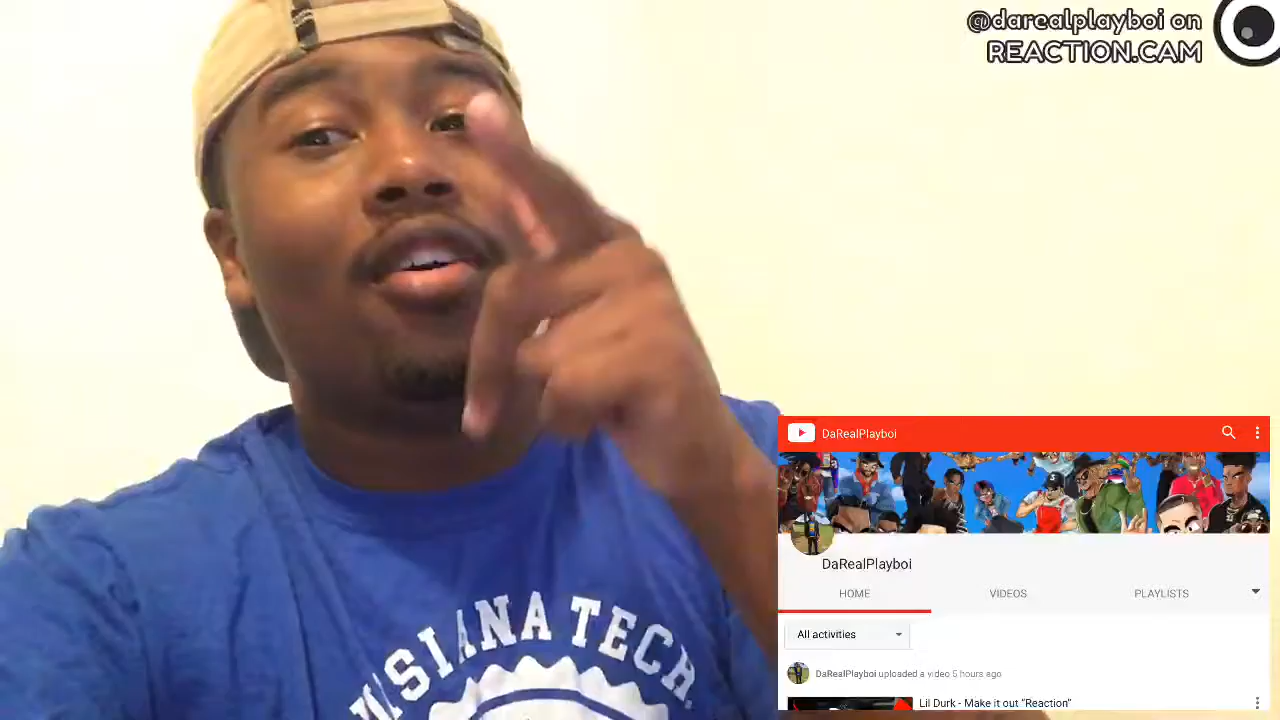 @darealplayboi on
REACTION.CAM
DaRealPlayboi
DaRealPlayboi
HOME VIDEOS PLAYLISTS
All activities
DaRealPlayboi uploaded a video 5 hours ago
Lil Durk - Make it out "Reaction"
TECH